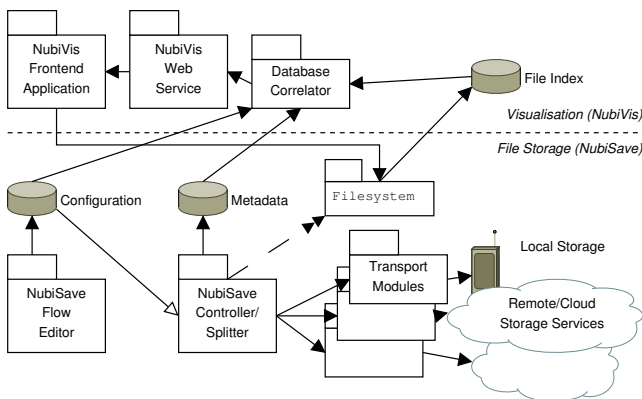 NubiVis
Frontend
Application
NubiVis
Web
Service
Database
Correlator
File Index
Visualisation (NubiVis)
File Storage (NubiSave)
Configuration
Metadata
Filesystem
NubiSave
Flow
Editor
NubiSave
Controller/
Splitter
Transport
Modules
Local Storage
Remote/Cloud
Storage Services